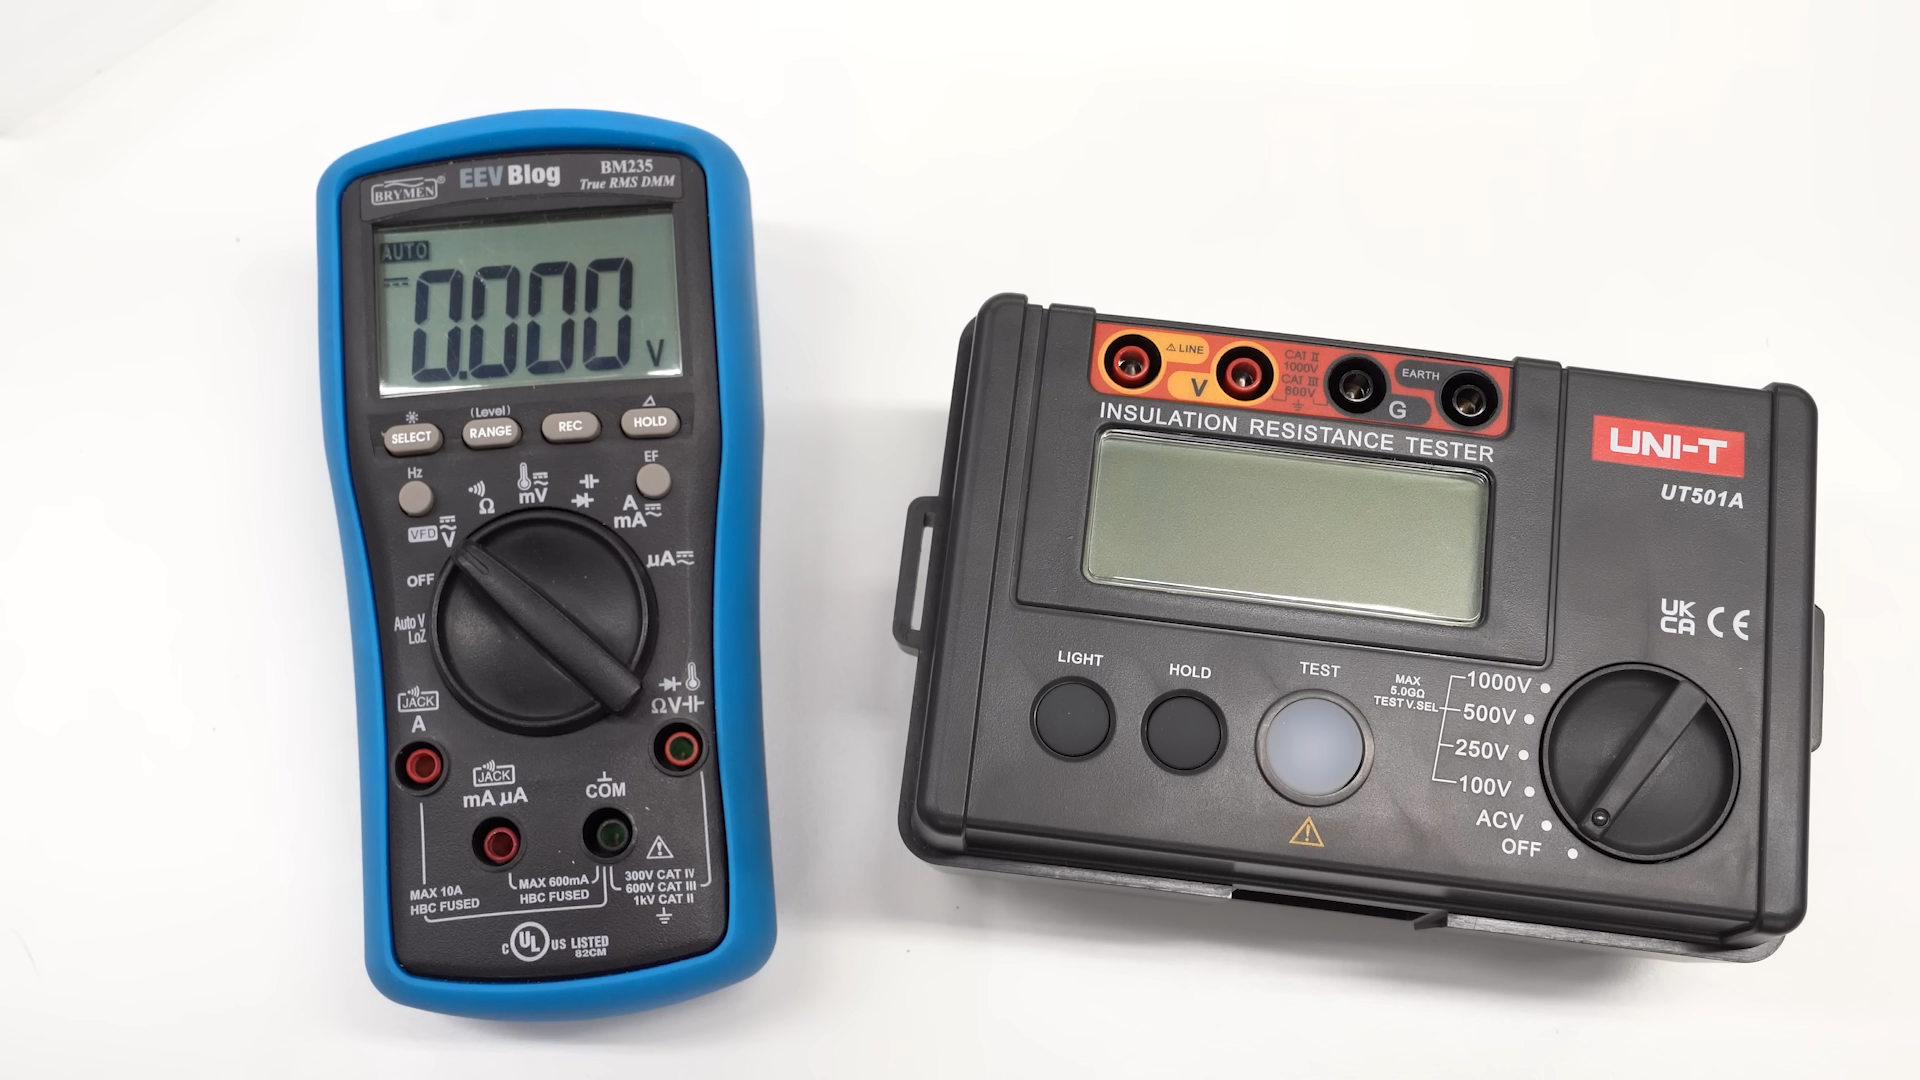 BRYMEN®
EEVBlog
BM235
True RMS DMM
AUTO
0.000 V
(Level)
SELECT
RANGE
REC
HOLD
Hz
EF
VFD V
Ω
mV
A
mA
µA
OFF
Auto V
LoZ
JACK
A
JACK
mA µA
COM
ΩV
MAX 10A
HBC FUSED
MAX 600mA
HBC FUSED
300V CAT IV
600V CAT III
1kV CAT II
C UL US LISTED
82CM
LINE
V
CAT II
1000V
CAT III
600V
EARTH
G
INSULATION RESISTANCE TESTER
UNI-T
UT501A
UK
CA CE
LIGHT
HOLD
TEST
MAX
5.0GΩ
TEST V.SEL
1000V
500V
250V
100V
ACV
OFF